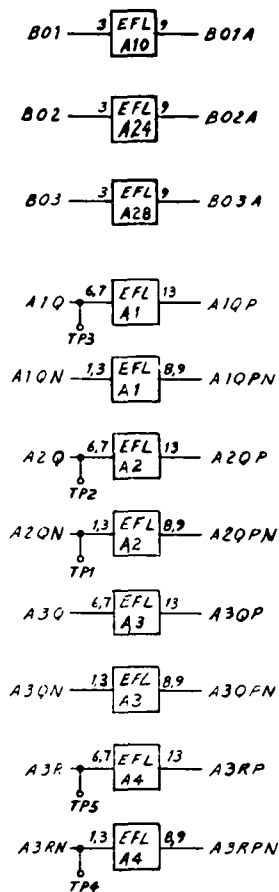 B01 3 EFL 9 B01A
A10
B02 3 EFL 9 B02A
A24
B03 3 EFL 9 B03A
A28
A1Q 6,7 EFL 13 A1QP
A1
TP3
A1QN 1,3 EFL 8,9 A1QPN
A1
A2Q 6,7 EFL 13 A2QP
A2
TP2
A2QN 1,3 EFL 8,9 A2QPN
A2
TP1
A3Q 6,7 EFL 13 A3QP
A3
A3QN 1,3 EFL 8,9 A3QPN
A3
A3R 6,7 EFL 13 A3RP
A4
TP5
A3RN 1,3 EFL 8,9 A3RPN
A4
TP4